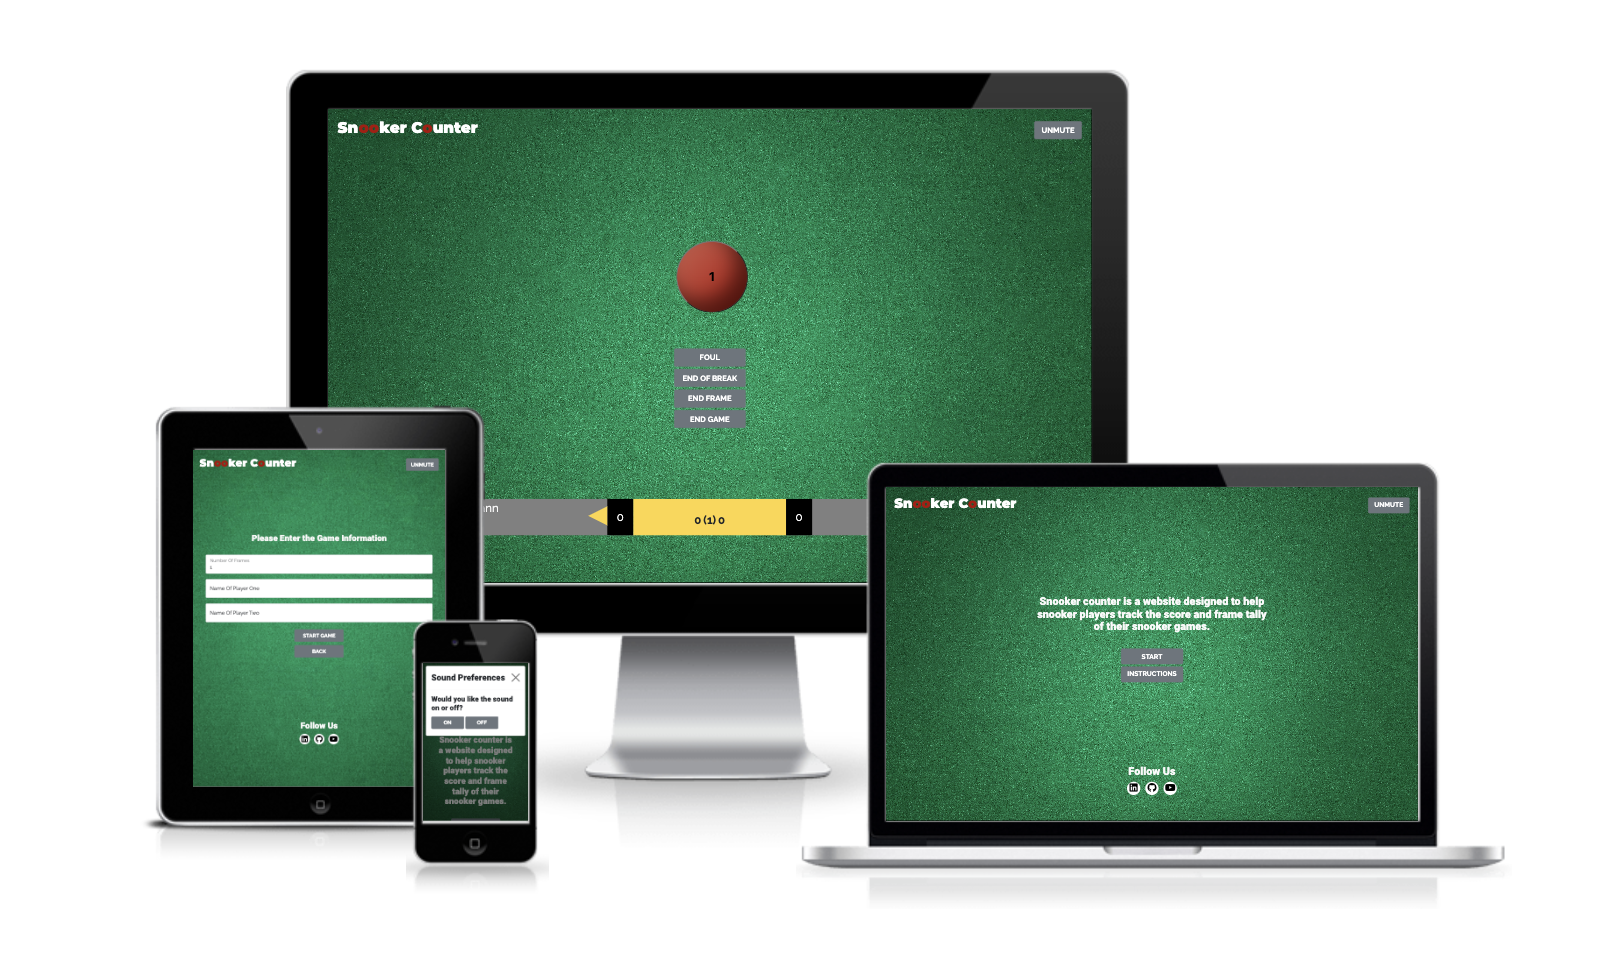 Snooker Counter
UNMUTE
1
FOUL
END OF BREAK
END FRAME
END GAME
ann
0
0 (1) 0
0
Snooker Counter
UNMUTE
Please Enter the Game Information
Number Of Frames
Name Of Player One
Name Of Player Two
START GAME
BACK
Follow Us
in
Sound Preferences
Would you like the sound
on or off?
ON
OFF
Snooker counter is
a website designed
to help snooker
players track the
score and frame
tally of their
snooker games.
Snooker Counter
UNMUTE
Snooker counter is a website designed to help
snooker players track the score and frame tally
of their snooker games.
START
INSTRUCTIONS
Follow Us
in